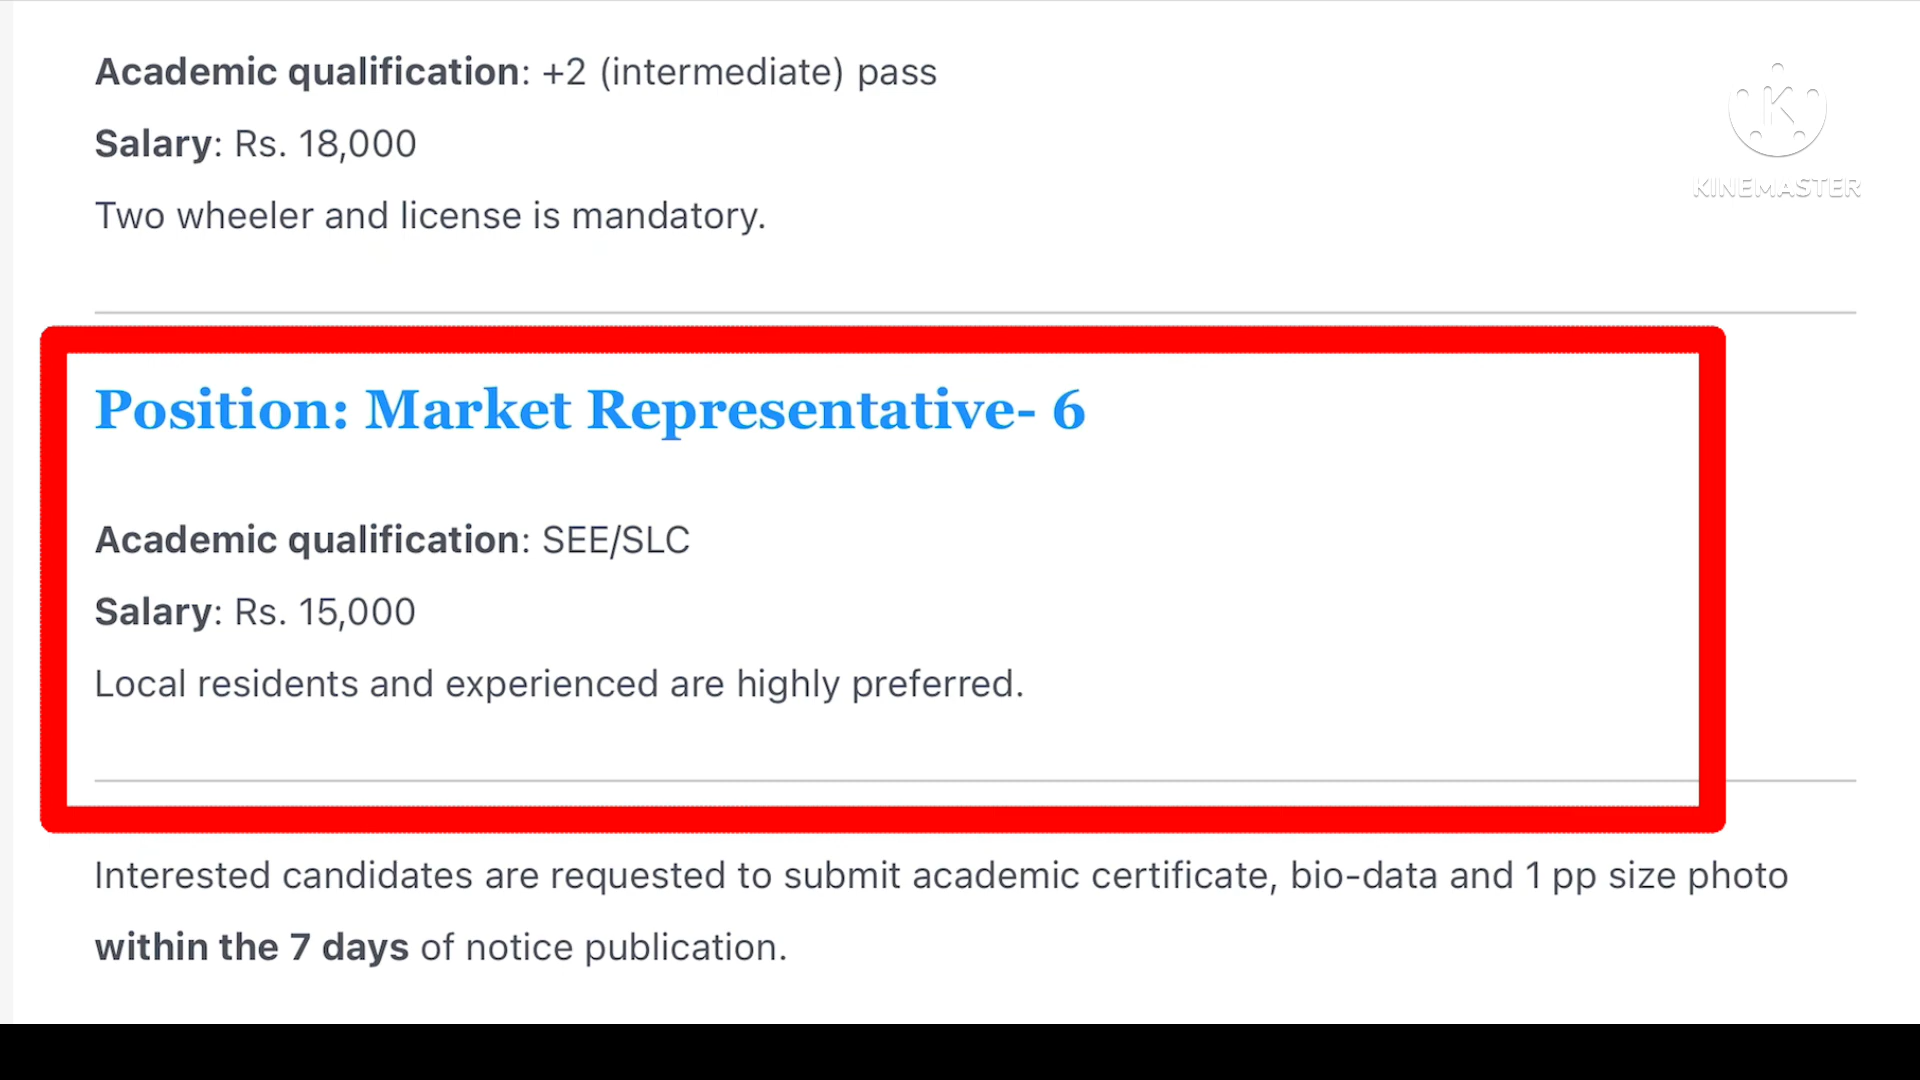 Academic qualification: +2 (intermediate) pass
Salary: Rs. 18,000
Two wheeler and license is mandatory.
K
KINEMASTER
Position: Market Representative- 6
Academic qualification: SEE/SLC
Salary: Rs. 15,000
Local residents and experienced are highly preferred.
Interested candidates are requested to submit academic certificate, bio-data and 1 pp size photo
within the 7 days of notice publication.